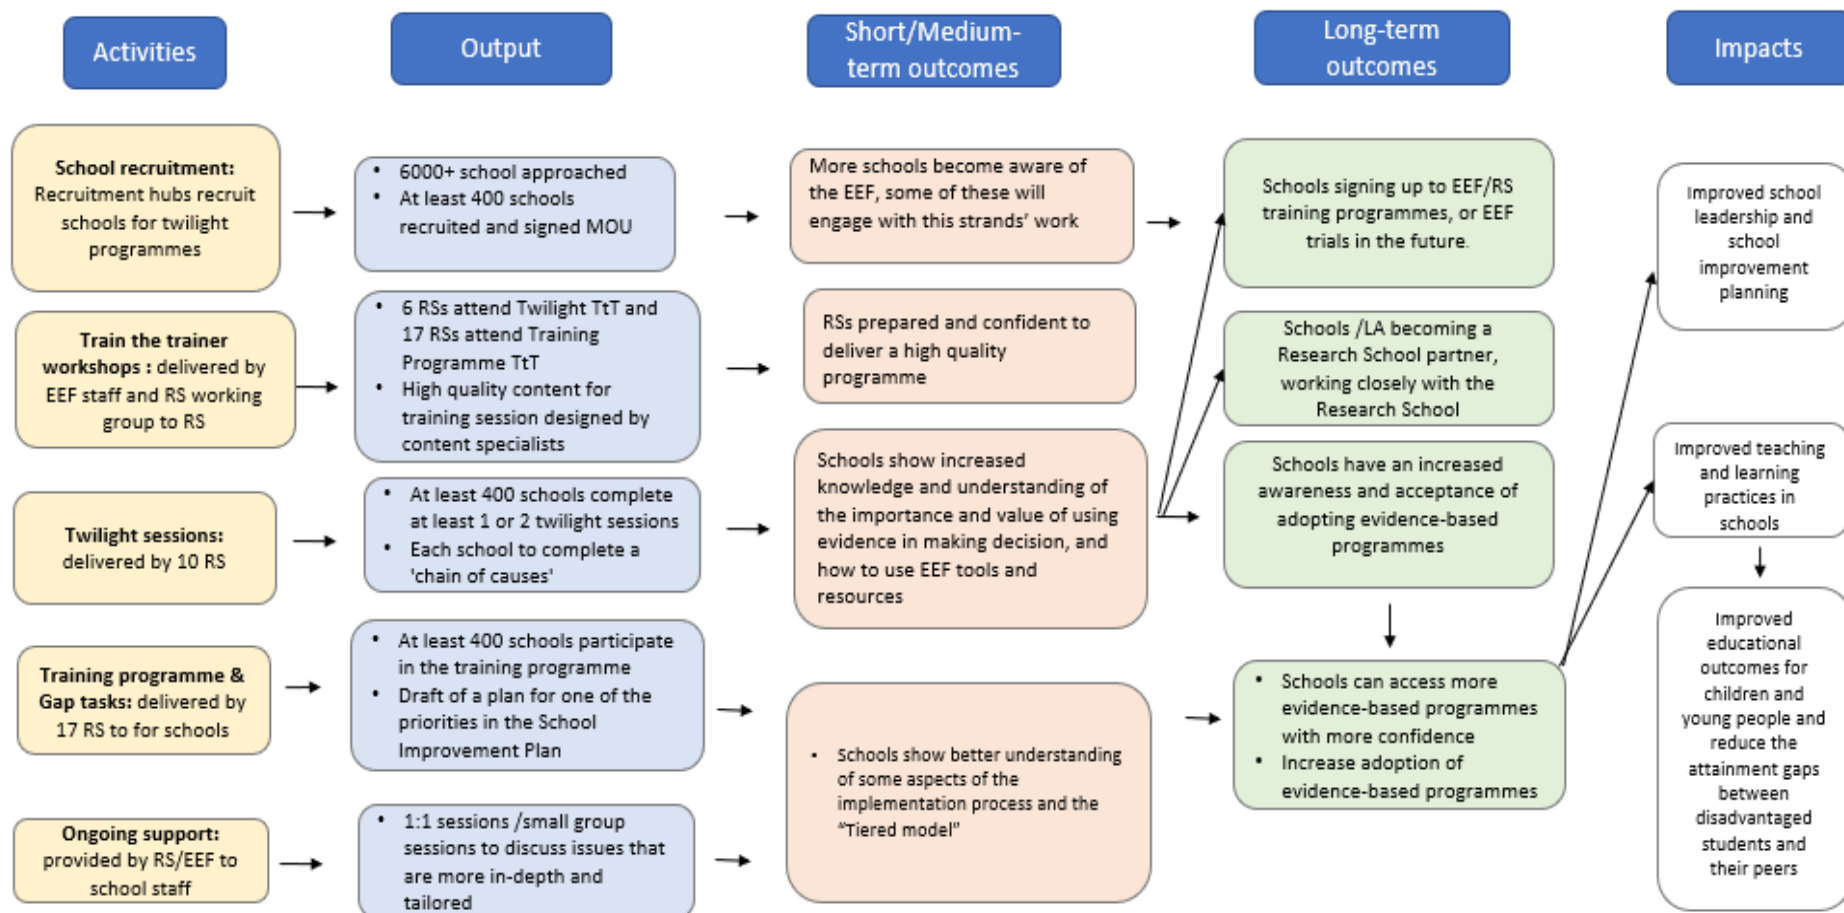 Activities
Output
Short/Medium-
term outcomes
Long-term
outcomes
Impacts
School recruitment:
Recruitment hubs recruit
schools for twilight
programmes
• 6000+ school approached
• At least 400 schools
recruited and signed MOU
More schools become aware of
the EEF, some of these will
engage with this strands’ work
Schools signing up to EEF/RS
training programmes, or EEF
trials in the future.
Improved school
leadership and
school
improvement
planning
Train the trainer
workshops : delivered by
EEF staff and RS working
group to RS
• 6 RSs attend Twilight TtT and
17 RSs attend Training
Programme TtT
• High quality content for
training session designed by
content specialists
RSs prepared and confident to
deliver a high quality
programme
Schools /LA becoming a
Research School partner,
working closely with the
Research School
Twilight sessions:
delivered by 10 RS
• At least 400 schools complete
at least 1 or 2 twilight sessions
• Each school to complete a
'chain of causes'
Schools show increased
knowledge and understanding of
the importance and value of using
evidence in making decision, and
how to use EEF tools and
resources
Schools have an increased
awareness and acceptance of
adopting evidence-based
programmes
Improved teaching
and learning
practices in
schools
Training programme &
Gap tasks: delivered by
17 RS to for schools
• At least 400 schools participate
in the training programme
• Draft of a plan for one of the
priorities in the School
Improvement Plan
• Schools show better understanding
of some aspects of the
implementation process and the
“Tiered model”
• Schools can access more
evidence-based programmes
with more confidence
• Increase adoption of
evidence-based programmes
Improved
educational
outcomes for
children and
young people and
reduce the
attainment gaps
between
disadvantaged
students and
their peers
Ongoing support:
provided by RS/EEF to
school staff
• 1:1 sessions /small group
sessions to discuss issues that
are more in-depth and
tailored